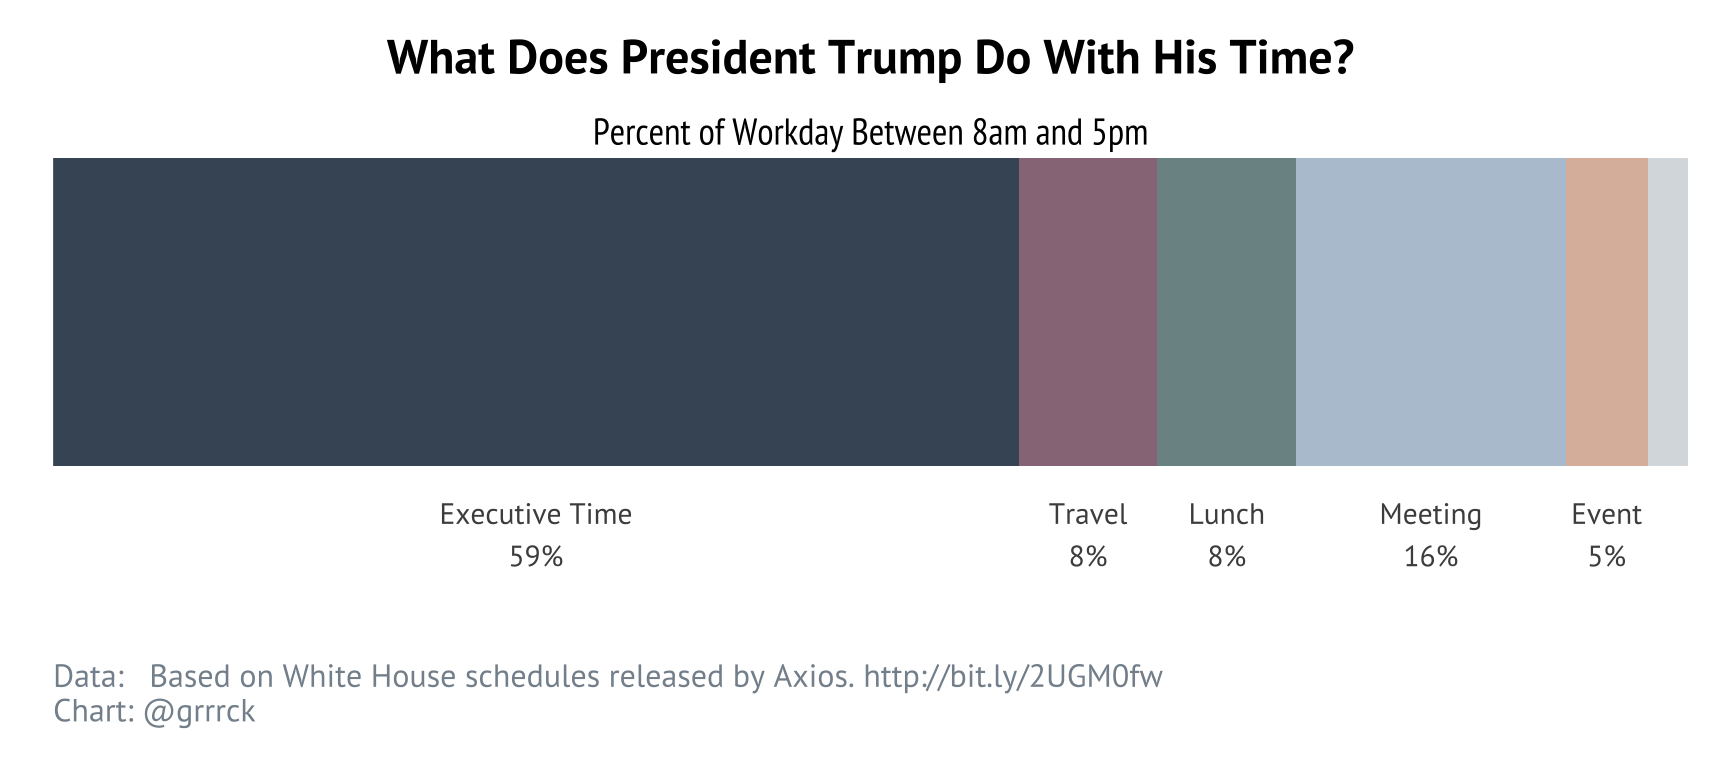 What Does President Trump Do With His Time?
Percent of Workday Between 8am and 5pm
Executive Time Travel Lunch Meeting Event
59% 8% 8% 16% 5%
Data: Based on White House schedules released by Axios. http://bit.ly/2UGM0fw
Chart: @grrrck